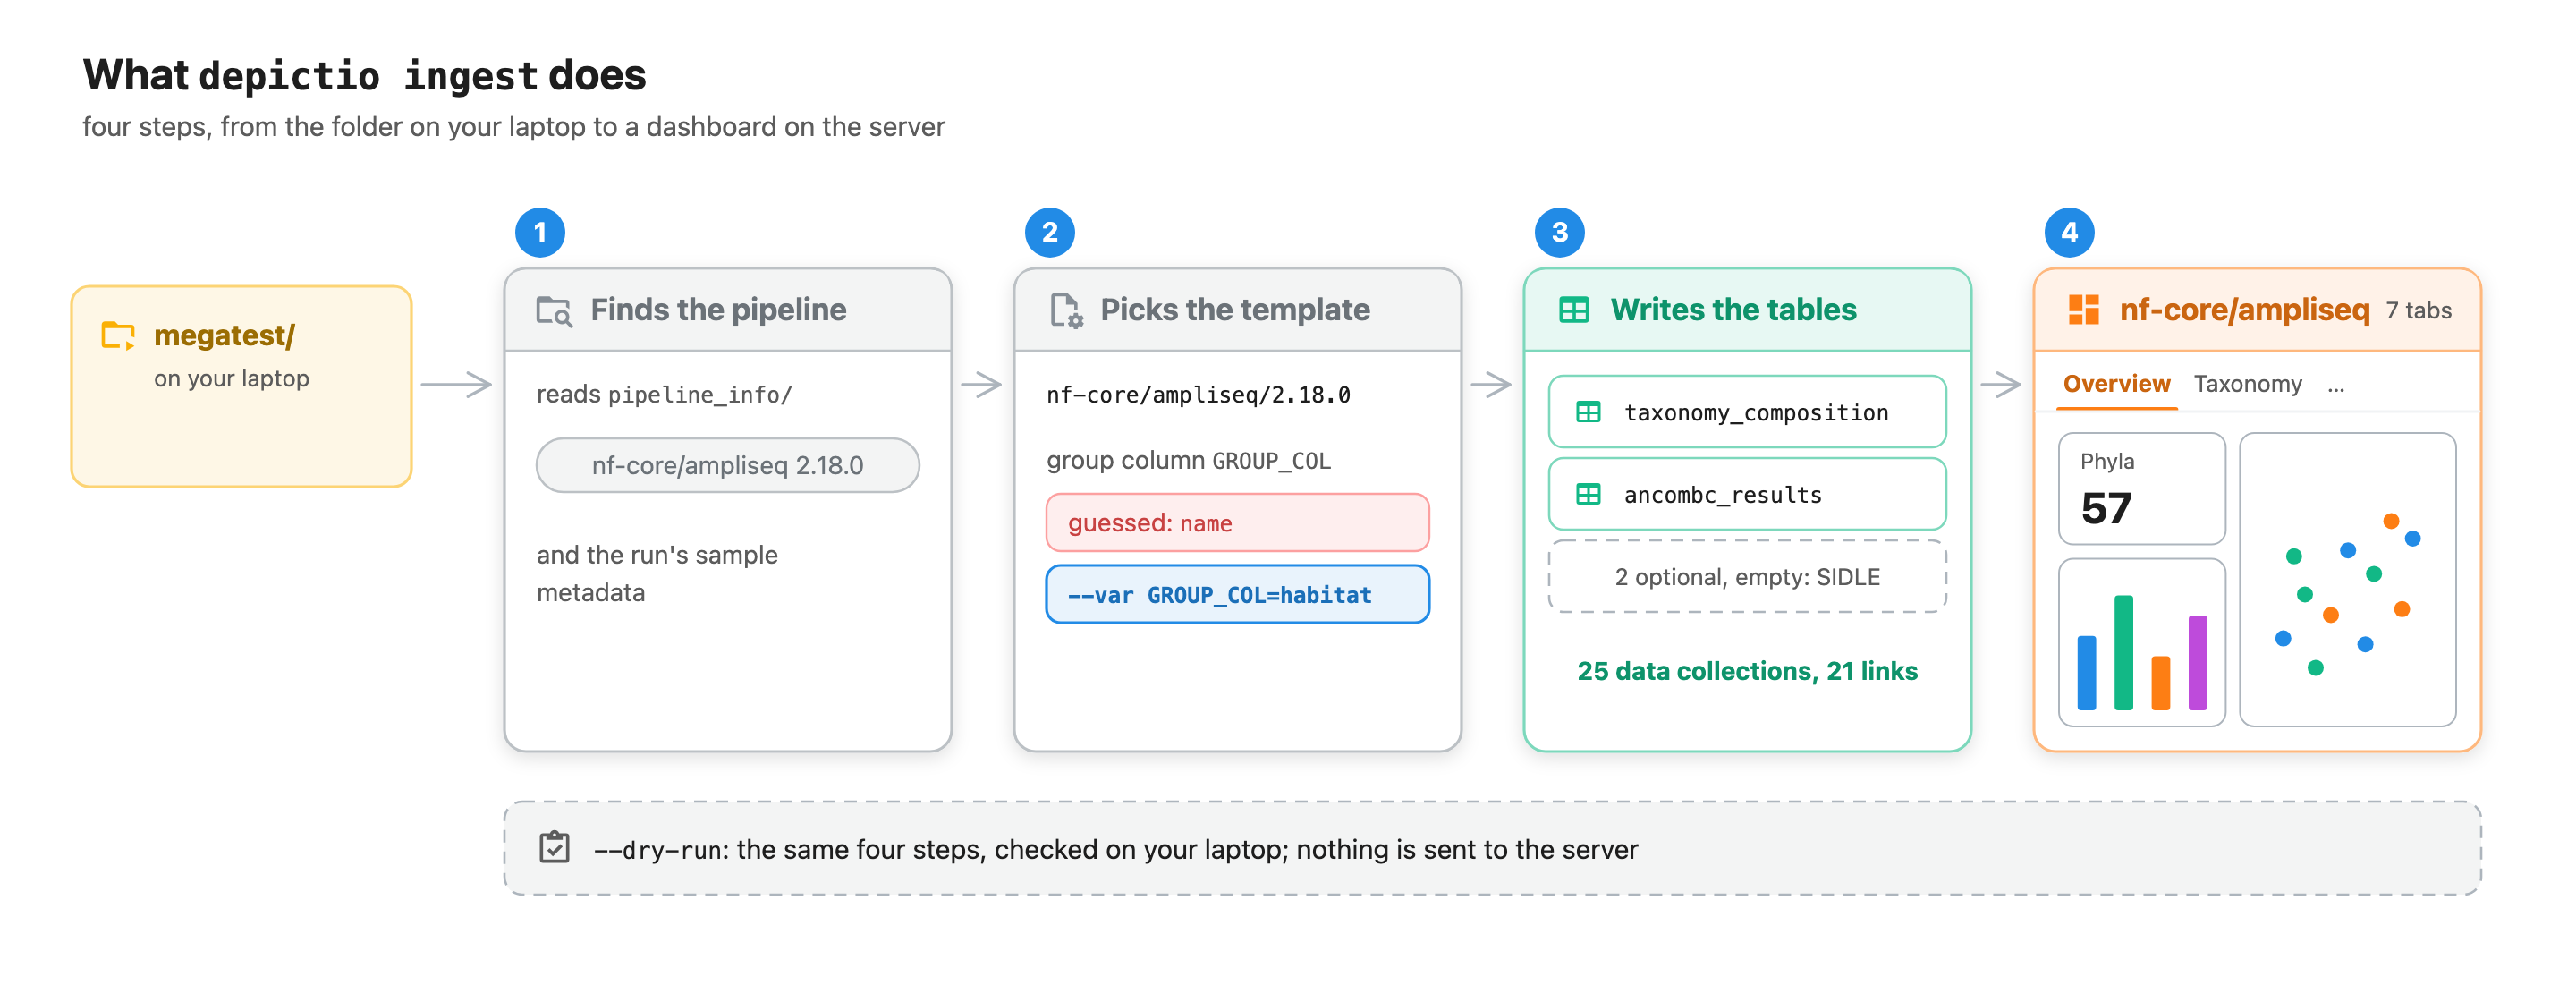 What depictio ingest does
four steps, from the folder on your laptop to a dashboard on the server
megatest/
on your laptop
1
Finds the pipeline
reads pipeline_info/
nf-core/ampliseq 2.18.0
and the run's sample
metadata
2
Picks the template
nf-core/ampliseq/2.18.0
group column GROUP_COL
guessed: name
--var GROUP_COL=habitat
3
Writes the tables
taxonomy_composition
ancombc_results
2 optional, empty: SIDLE
25 data collections, 21 links
4
nf-core/ampliseq 7 tabs
Overview Taxonomy ...
Phyla
57
--dry-run: the same four steps, checked on your laptop; nothing is sent to the server